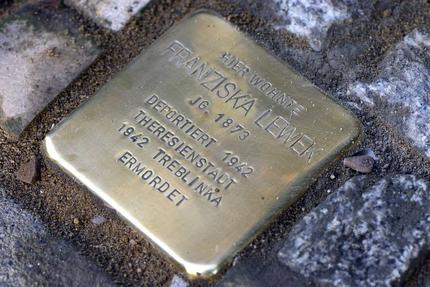 HIER WOHNTE
FRANZISKA LEWEK
JG. 1873
DEPORTIERT 1942
THERESIENSTADT
1942 TREBLINKA
ERMORDET